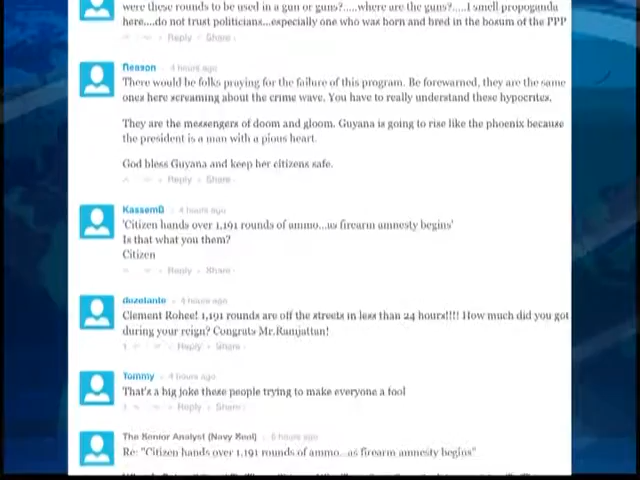 were these rounds to be used in a gun or guns?.....where are the guns?.....I smell propoganda
here....do not trust politicians...especially one who was born and bred in the bosum of the PPP
Reply • Share ›
Reason • 4 hours ago
There would be folks praying for the failure of this program. Be forewarned, they are the same
ones here screaming about the crime wave. You have to really understand these hypocrites.
They are the messengers of doom and gloom. Guyana is going to rise like the phoenix because
the president is a man with a pious heart.
God bless Guyana and keep her citizens safe.
Reply • Share ›
KassemB • 4 hours ago
'Citizen hands over 1,191 rounds of ammo...as firearm amnesty begins'
Is that what you them?
Citizen
Reply • Share ›
dazelante • 4 hours ago
Clement Rohee! 1,191 rounds are off the streets in less than 24 hours!!!! How much did you got
during your reign? Congrats Mr.Ramjattan!
Reply • Share ›
Tommy • 4 hours ago
That's a big joke these people trying to make everyone a fool
Reply • Share ›
The Senior Analyst (Navy Seal) • 6 hours ago
Re: "Citizen hands over 1,191 rounds of ammo...as firearm amnesty begins"